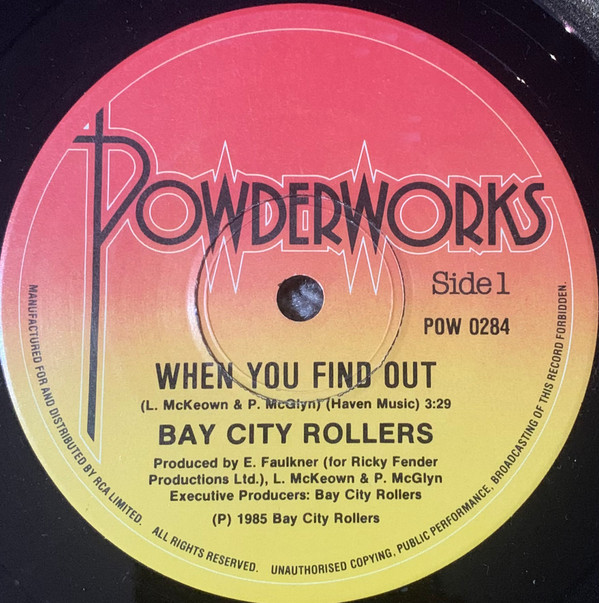 POWDERWORKS
Side 1
POW 0284
WHEN YOU FIND OUT
(L. McKeown & P. McGlyn) (Haven Music) 3:29
BAY CITY ROLLERS
Produced by E. Faulkner (for Ricky Fender
Productions Ltd.), L. McKeown & P. McGlyn
Executive Producers: Bay City Rollers
(P) 1985 Bay City Rollers
MANUFACTURED FOR AND DISTRIBUTED BY RCA LIMITED. ALL RIGHTS RESERVED. UNAUTHORISED COPYING, PUBLIC PERFORMANCE, BROADCASTING OF THIS RECORD FORBIDDEN.